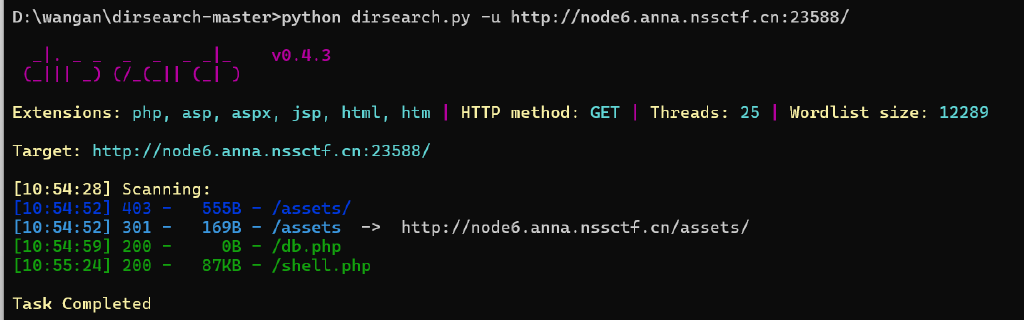 D:\wangan\dirsearch-master>python dirsearch.py -u http://node6.anna.nssctf.cn:23588/
_|. _ _  _  _  _ _|_    v0.4.3
(_||| _) (/_(_|| (_| )
Extensions: php, asp, aspx, jsp, html, htm | HTTP method: GET | Threads: 25 | Wordlist size: 12289
Target: http://node6.anna.nssctf.cn:23588/
[10:54:28] Scanning:
[10:54:52] 403 -   555B - /assets/
[10:54:52] 301 -   169B - /assets  ->  http://node6.anna.nssctf.cn/assets/
[10:54:59] 200 -     0B - /db.php
[10:55:24] 200 -   87KB - /shell.php
Task Completed